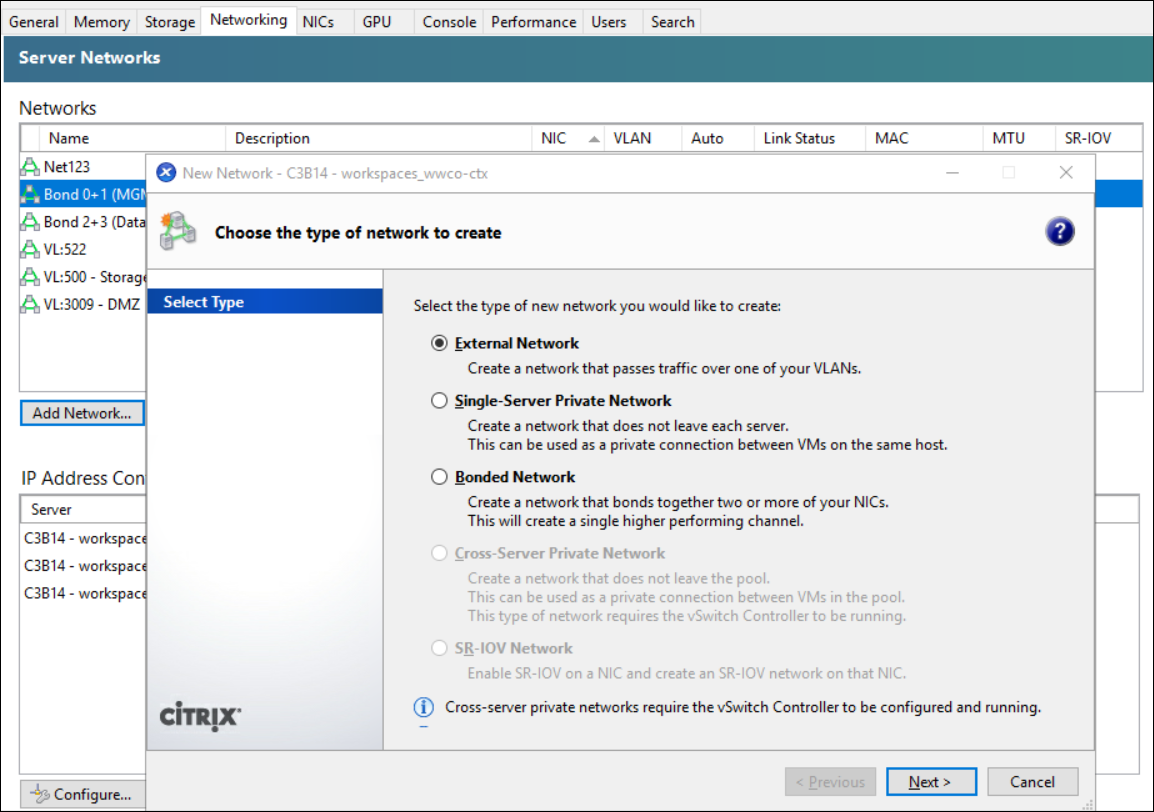 General Memory Storage Networking NICs GPU Console Performance Users Search
Server Networks
Networks
Name Description NIC VLAN Auto Link Status MAC MTU SR-IOV
Net123
Bond 0+1 (MGM
Bond 2+3 (Data
VL:522
VL:500 - Storage
VL:3009 - DMZ
Add Network...
IP Address Con
Server
C3B14 - workspace
C3B14 - workspace
C3B14 - workspace
Configure...
New Network - C3B14 - workspaces_wwco-ctx
Choose the type of network to create
?
Select Type
CITRIX
Select the type of new network you would like to create:
External Network
Create a network that passes traffic over one of your VLANs.
Single-Server Private Network
Create a network that does not leave each server.
This can be used as a private connection between VMs on the same host.
Bonded Network
Create a network that bonds together two or more of your NICs.
This will create a single higher performing channel.
Cross-Server Private Network
Create a network that does not leave the pool.
This can be used as a private connection between VMs in the pool.
This type of network requires the vSwitch Controller to be running.
SR-IOV Network
Enable SR-IOV on a NIC and create an SR-IOV network on that NIC.
Cross-server private networks require the vSwitch Controller to be configured and running.
< Previous Next > Cancel